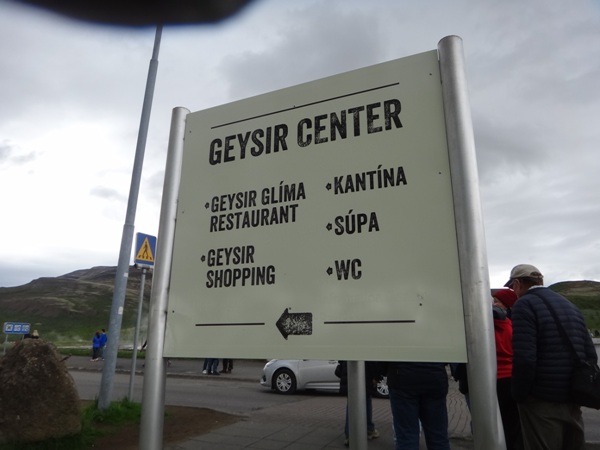 GEYSIR CENTER
GEYSIR GLÍMA
RESTAURANT
GEYSIR
SHOPPING
KANTÍNA
SÚPA
WC